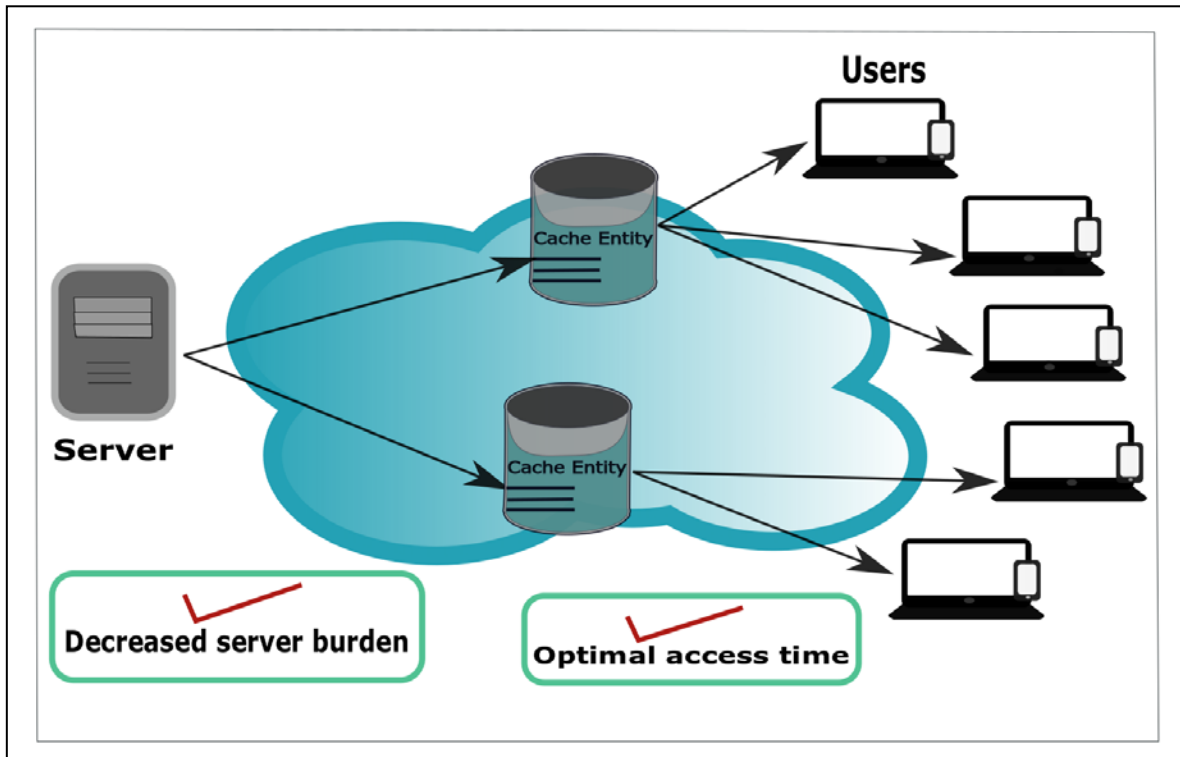 Users
Cache Entity
Server
Cache Entity
Decreased server burden
Optimal access time